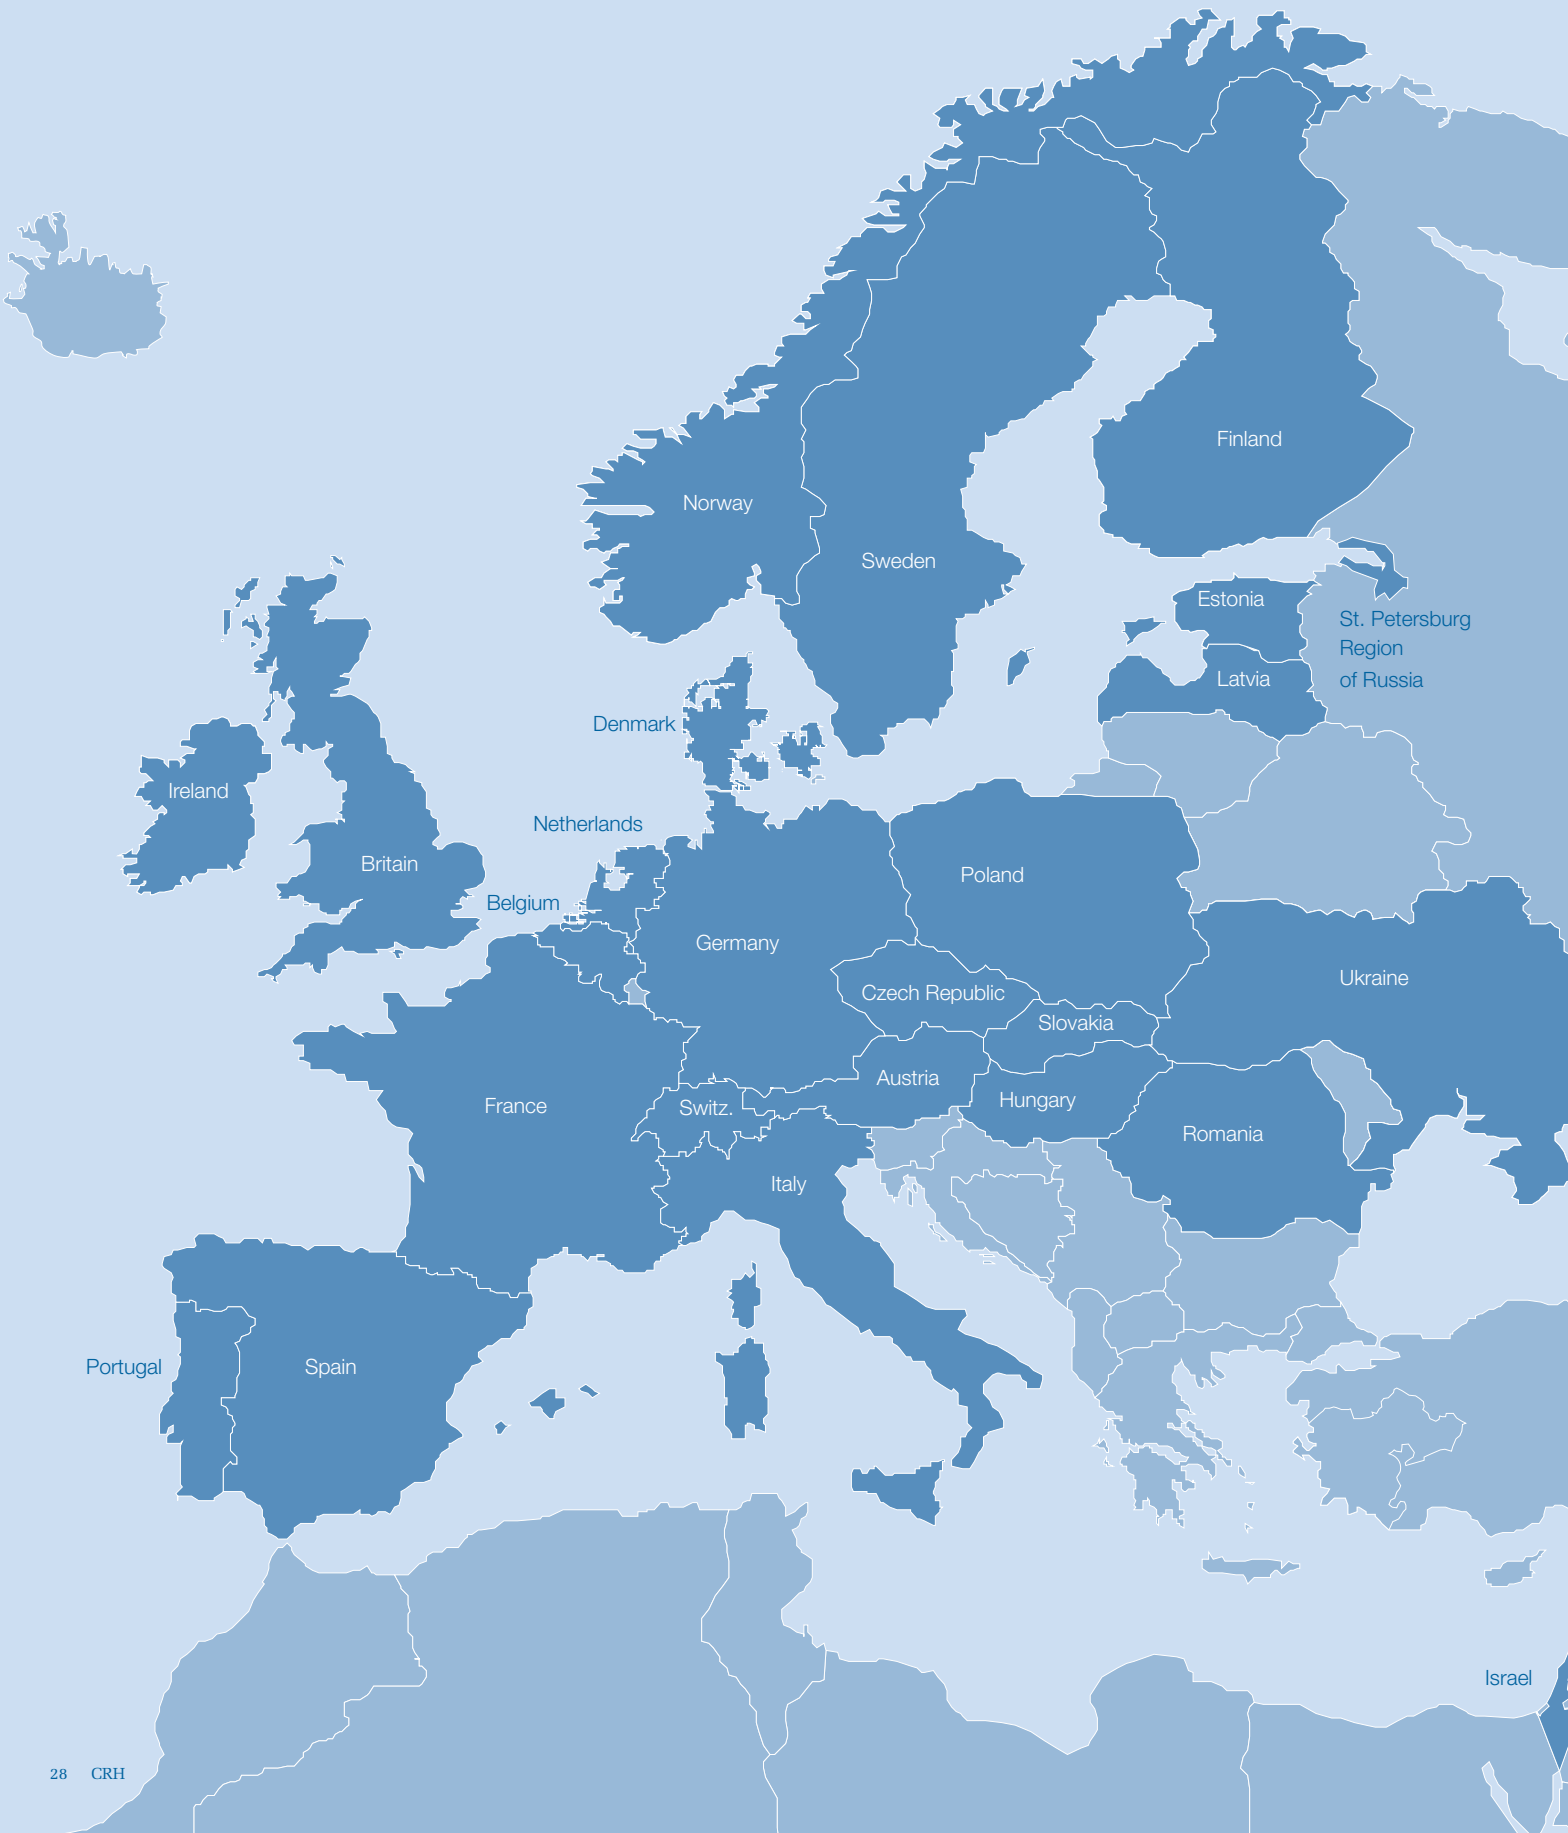 Finland
Norway
Sweden
Estonia
St. Petersburg
Region
of Russia
Latvia
Denmark
Ireland
Netherlands
Britain
Poland
Belgium
Germany
Ukraine
Czech Republic
Slovakia
Austria
Hungary
France
Switz.
Romania
Italy
Portugal
Spain
Israel
28 CRH